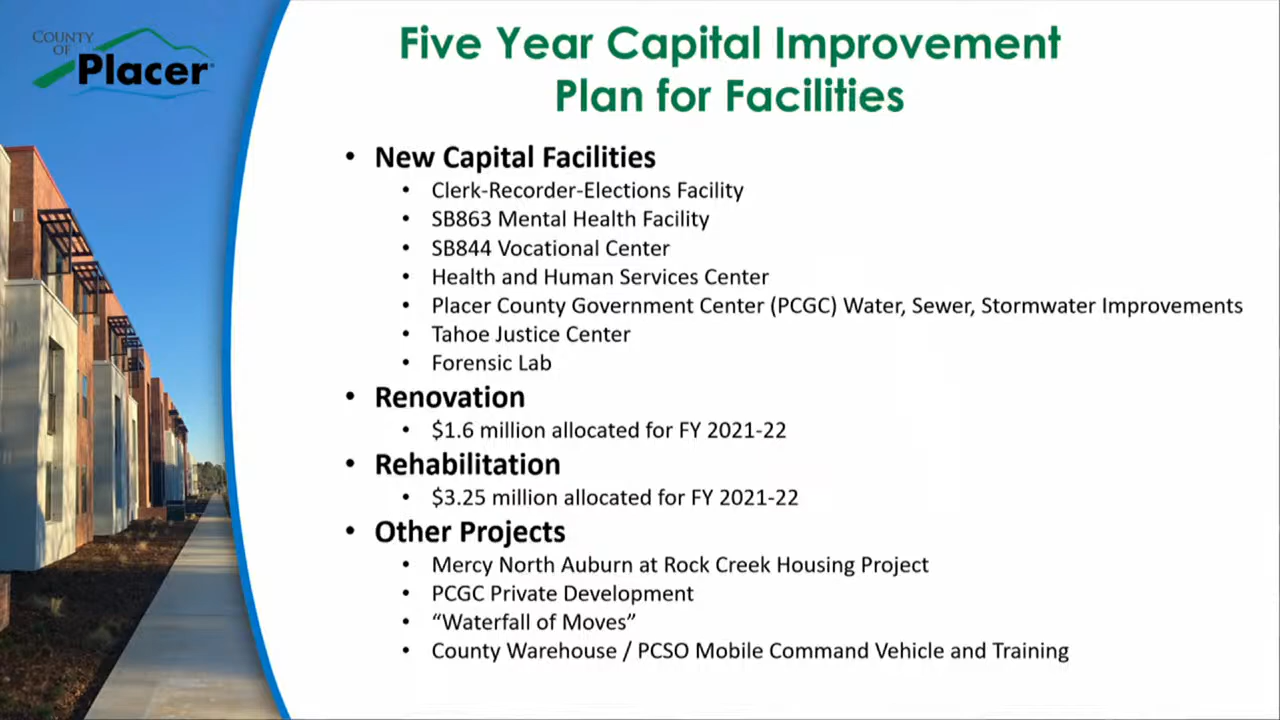 COUNTY
OF
Placer
Five Year Capital Improvement
Plan for Facilities
• New Capital Facilities
• Clerk-Recorder-Elections Facility
• SB863 Mental Health Facility
• SB844 Vocational Center
• Health and Human Services Center
• Placer County Government Center (PCGC) Water, Sewer, Stormwater Improvements
• Tahoe Justice Center
• Forensic Lab
• Renovation
• $1.6 million allocated for FY 2021-22
• Rehabilitation
• $3.25 million allocated for FY 2021-22
• Other Projects
• Mercy North Auburn at Rock Creek Housing Project
• PCGC Private Development
• “Waterfall of Moves”
• County Warehouse / PCSO Mobile Command Vehicle and Training